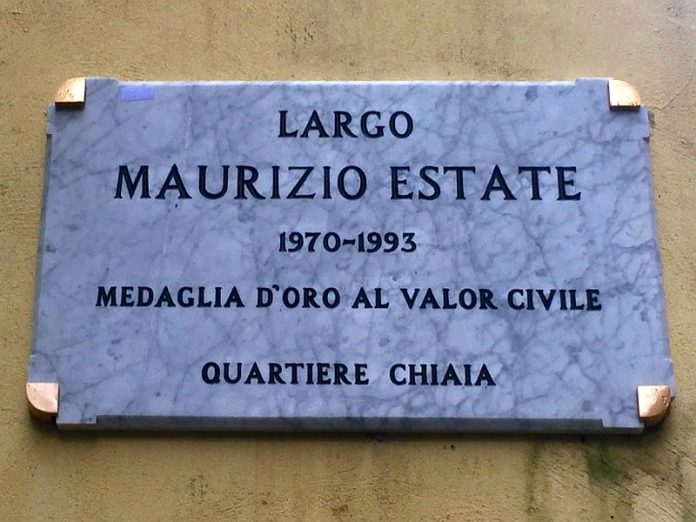 LARGO
MAURIZIO ESTATE
1970-1993
MEDAGLIA D'ORO AL VALOR CIVILE
QUARTIERE CHIAIA